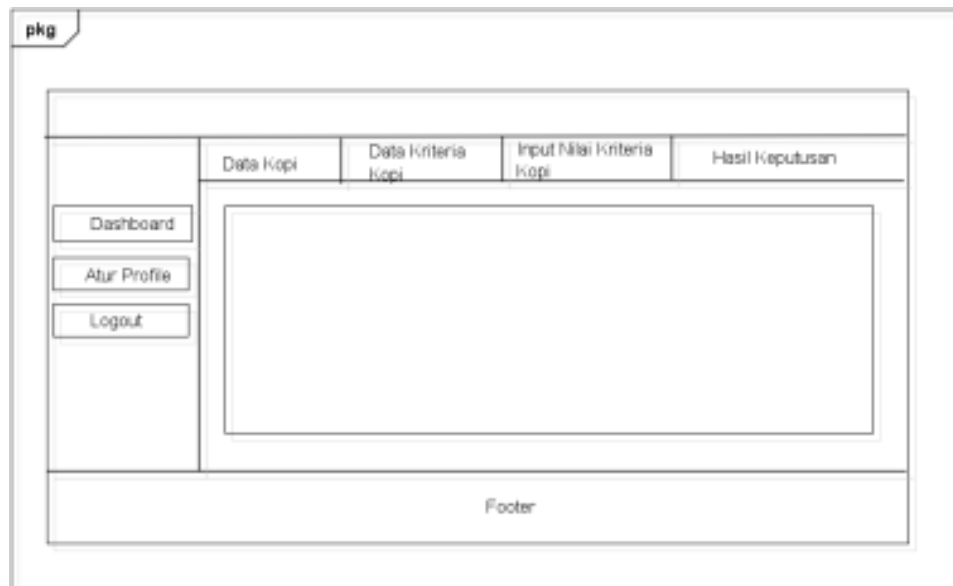 pkg
Data Kopi
Data Kriteria
Kopi
Input Nilai Kriteria
Kopi
Hasil Keputusan
Dashboard
Atur Profile
Logout
Footer